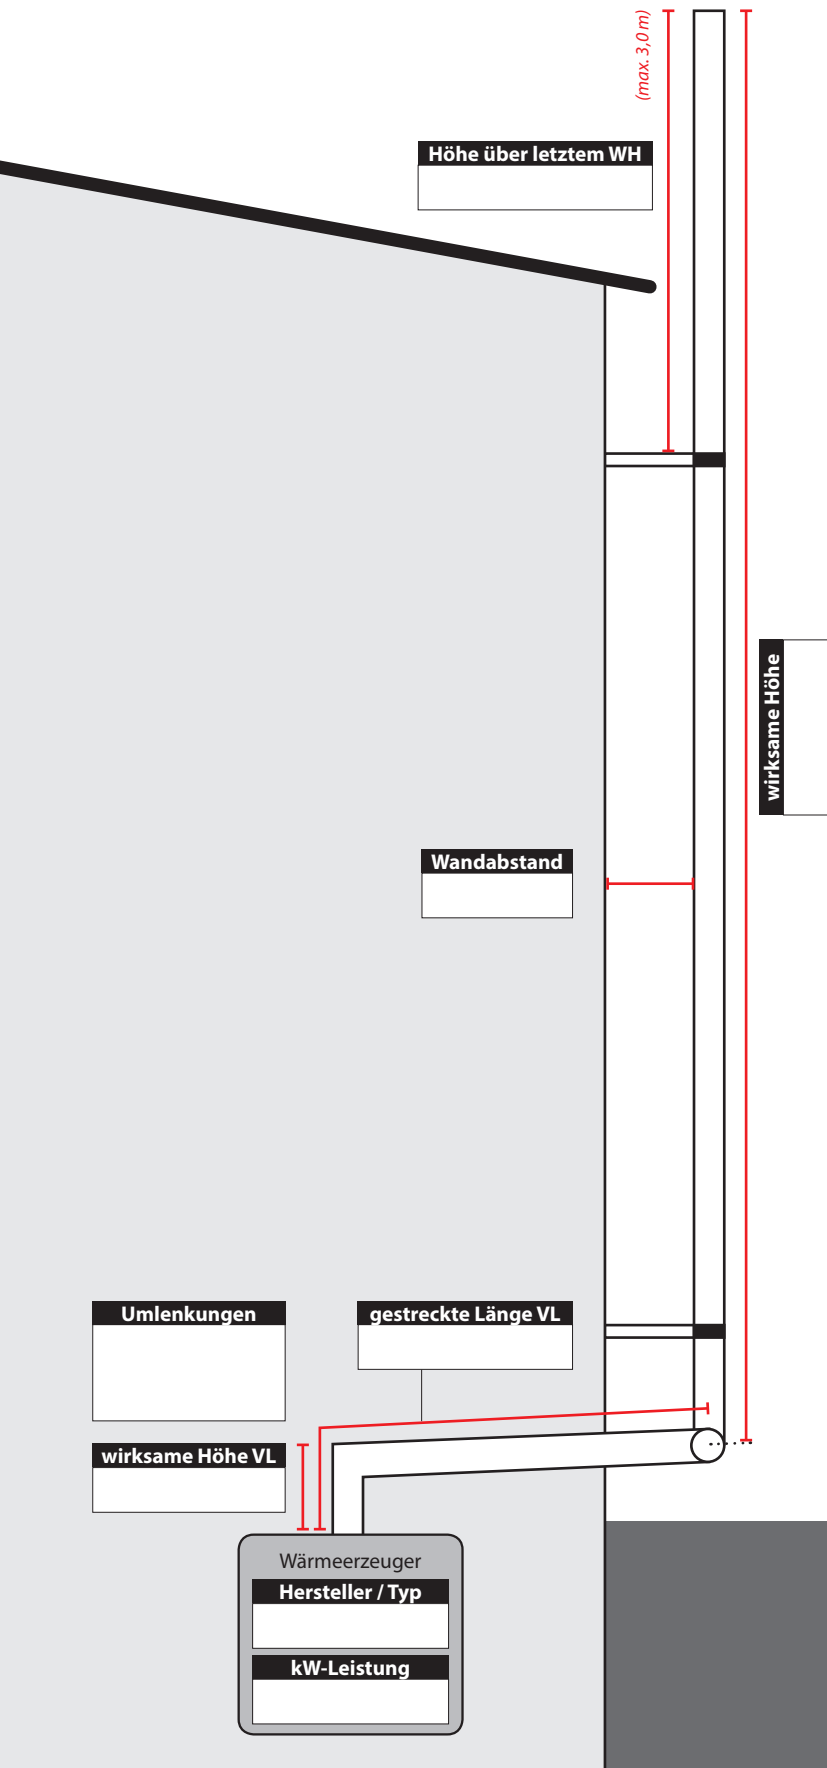 (max. 3,0 m)
Höhe über letztem WH
wirksame Höhe
Wandabstand
Umlenkungen
gestreckte Länge VL
wirksame Höhe VL
Wärmeerzeuger
Hersteller / Typ
kW-Leistung